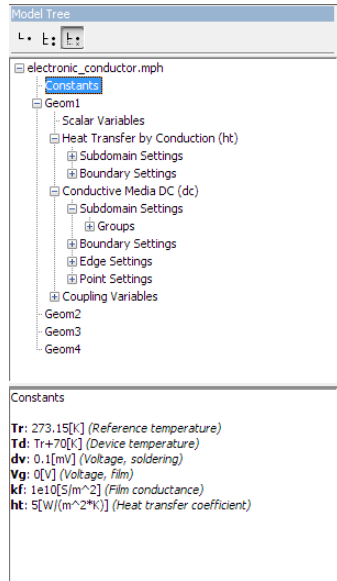 Model Tree
electronic_conductor.mph
Constants
Geom1
Scalar Variables
Heat Transfer by Conduction (ht)
Subdomain Settings
Boundary Settings
Conductive Media DC (dc)
Subdomain Settings
Groups
Boundary Settings
Edge Settings
Point Settings
Coupling Variables
Geom2
Geom3
Geom4
Constants
Tr: 273.15[K] (Reference temperature)
Td: Tr+70[K] (Device temperature)
dv: 0.1[mV] (Voltage, soldering)
Vg: 0[V] (Voltage, film)
kf: 1e10[S/m^2] (Film conductance)
ht: 5[W/(m^2*K)] (Heat transfer coefficient)